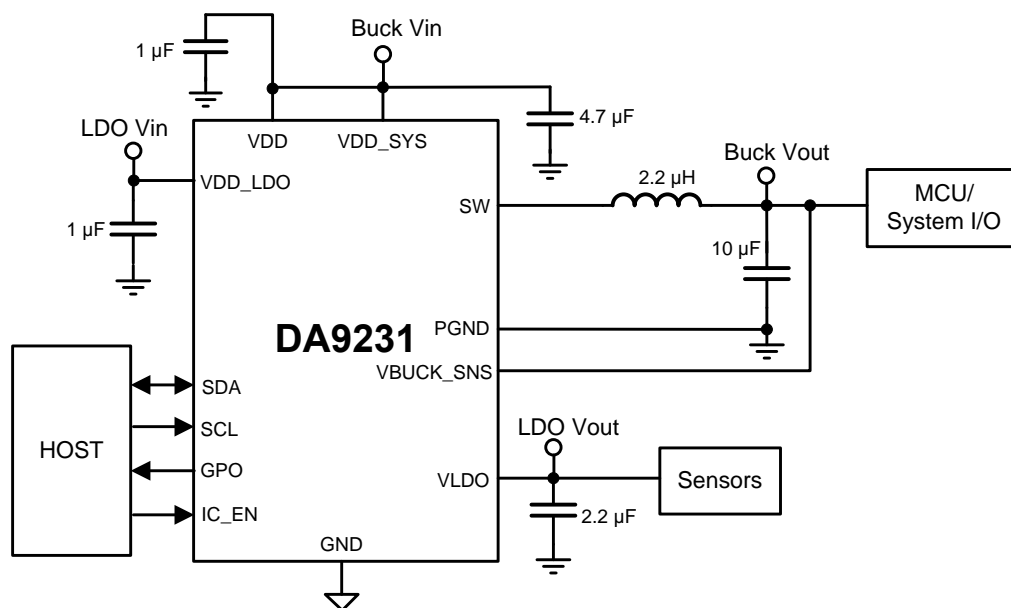 Buck Vin
1 µF
4.7 µF
VDD
VDD_SYS
LDO Vin
VDD_LDO
1 µF
Buck Vout
2.2 µH
SW
MCU/
System I/O
10 µF
PGND
DA9231
VBUCK_SNS
HOST
SDA
SCL
GPO
IC_EN
LDO Vout
VLDO
Sensors
2.2 µF
GND